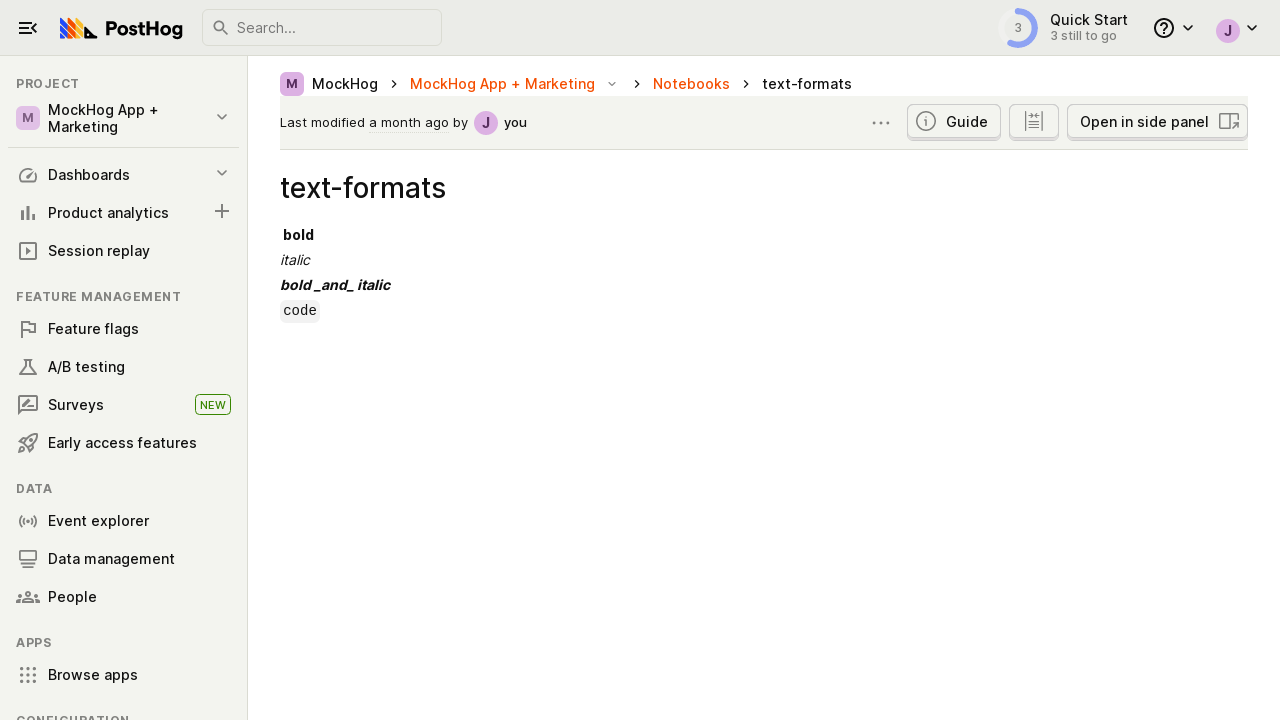 PostHog
Search...
3
Quick Start
3 still to go
J
PROJECT
M
MockHog App +
Marketing
Dashboards
Product analytics
Session replay
FEATURE MANAGEMENT
Feature flags
A/B testing
Surveys
NEW
Early access features
DATA
Event explorer
Data management
People
APPS
Browse apps
CONFIGURATION
M MockHog > MockHog App + Marketing > Notebooks > text-formats
Last modified a month ago by J you
Guide
Open in side panel
text-formats
bold
italic
bold _and_ italic
code